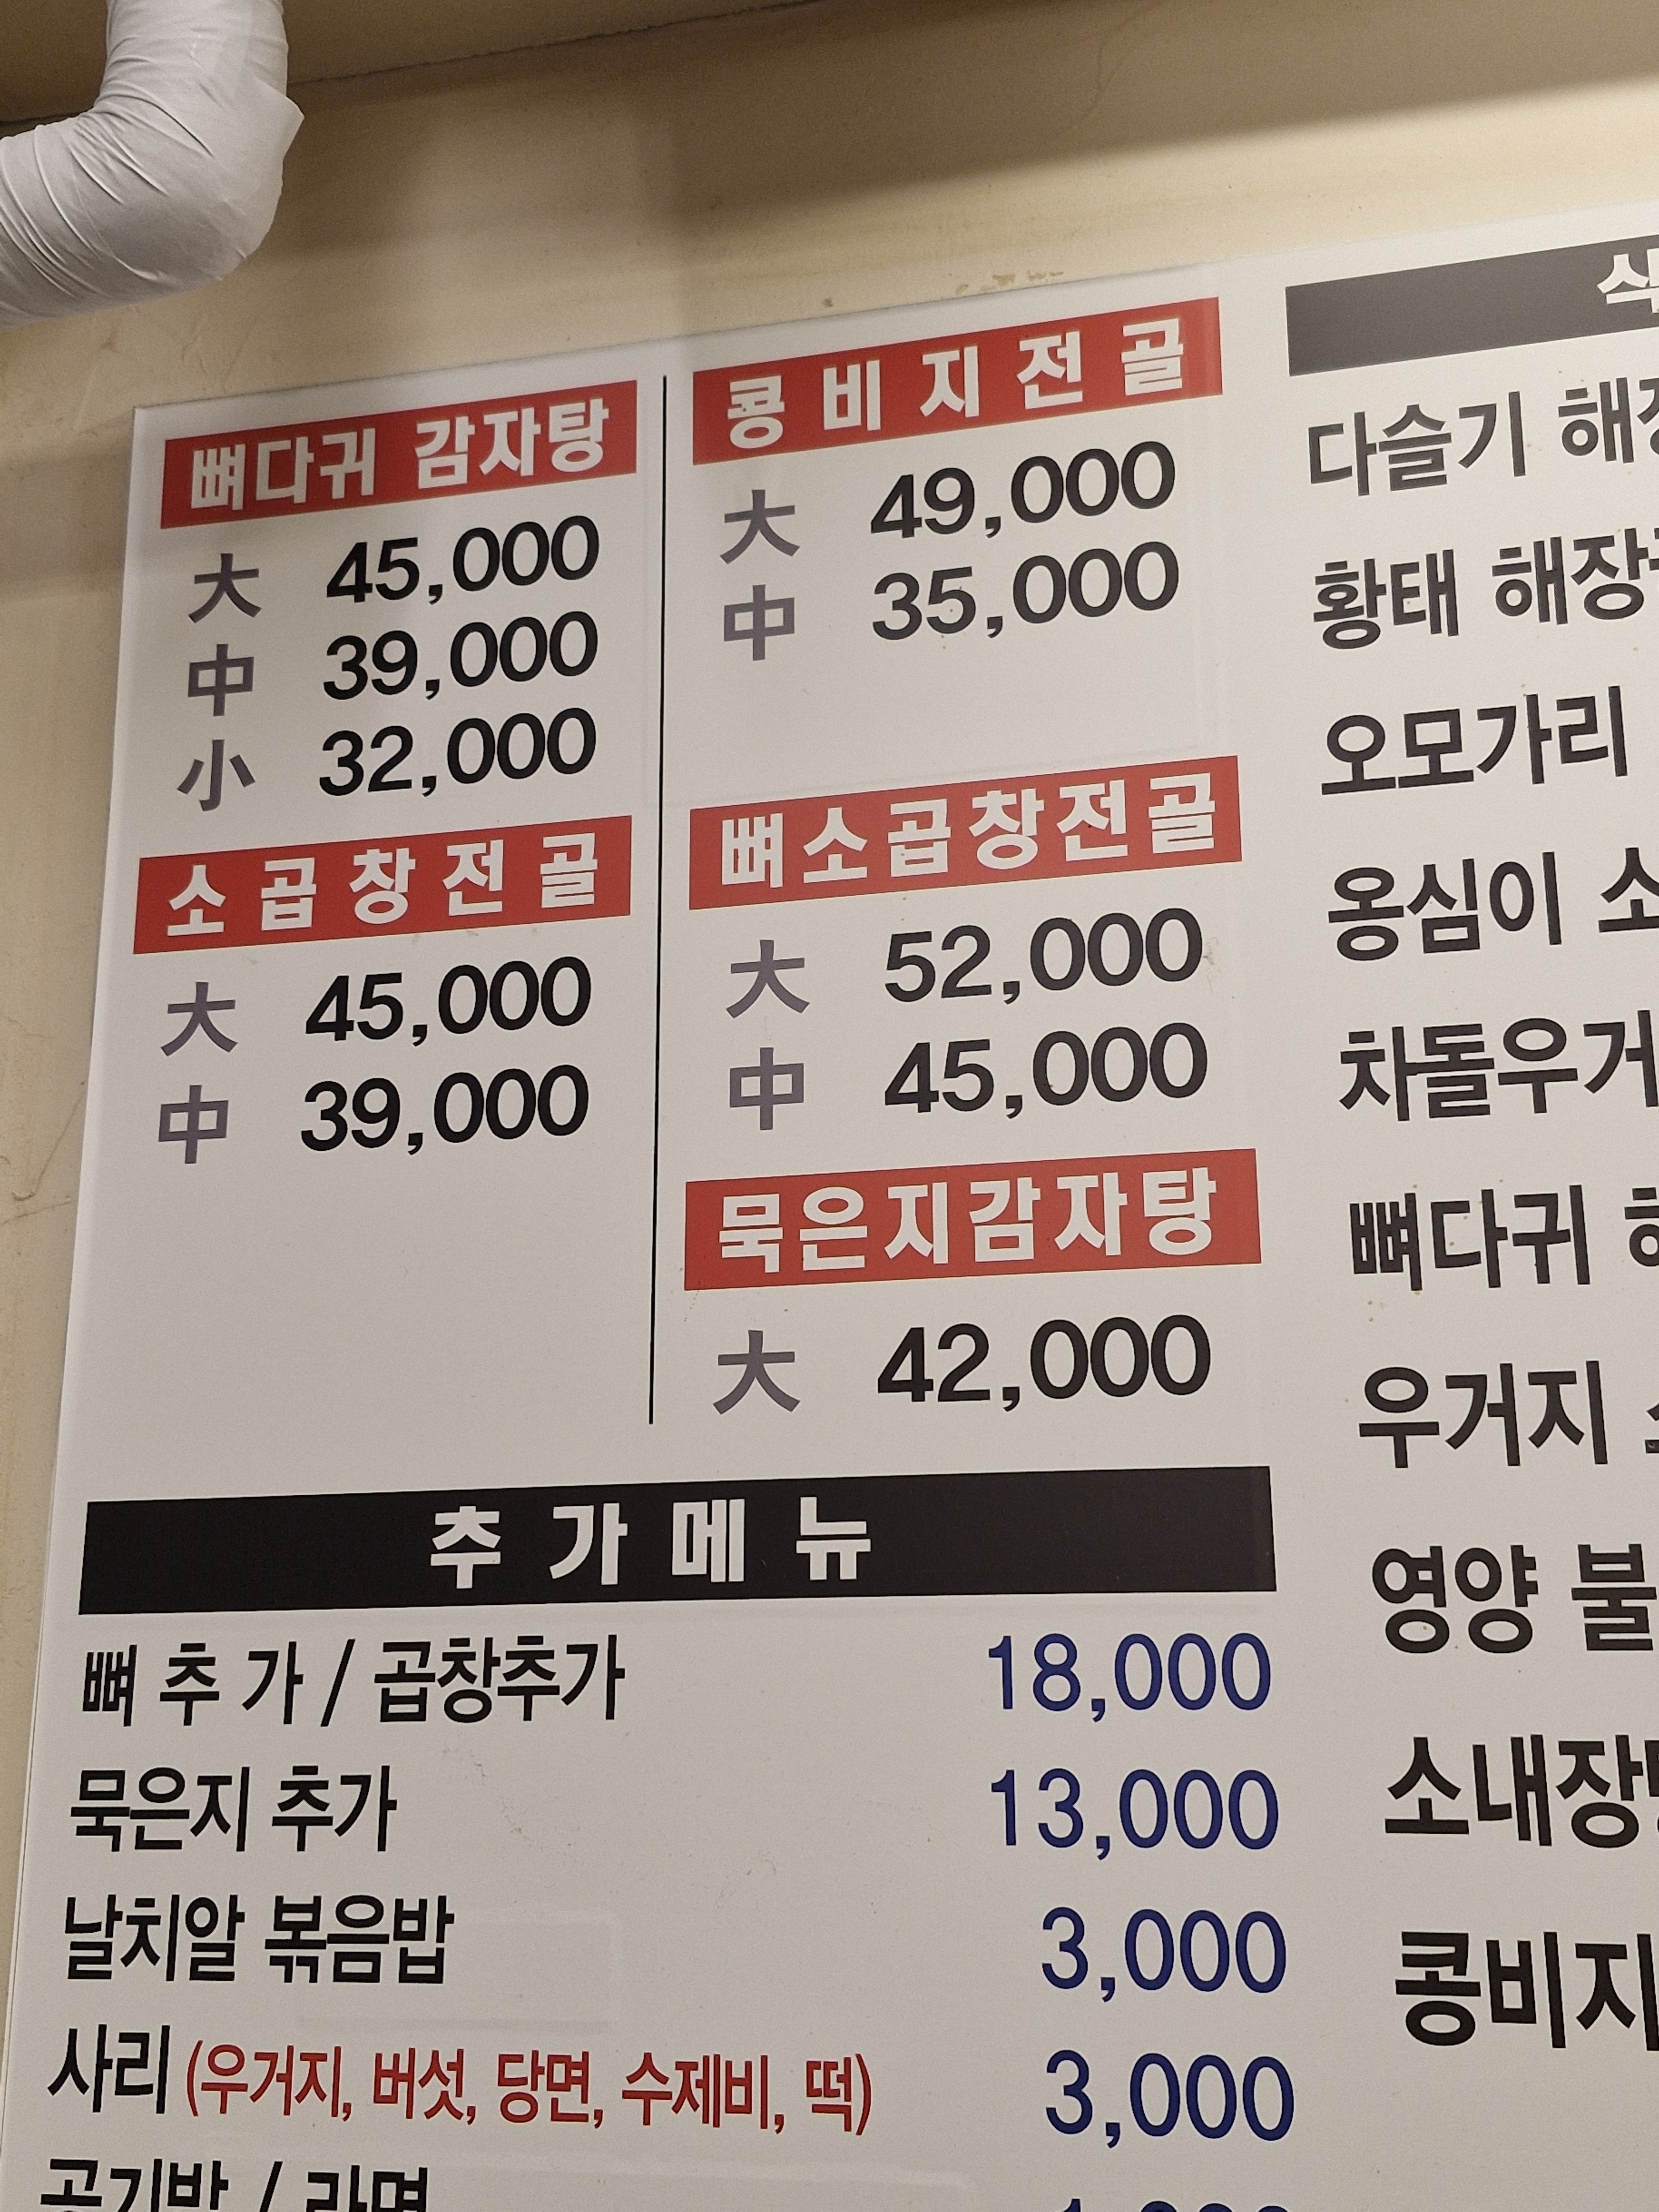 뼈다귀 감자탕
大 45,000
中 39,000
小 32,000
소곱창전골
大 45,000
中 39,000
콩비지전골
大 49,000
中 35,000
뼈소곱창전골
大 52,000
中 45,000
묵은지감자탕
大 42,000
추가메뉴
뼈 추 가 / 곱창추가 18,000
묵은지 추가 13,000
날치알 볶음밥 3,000
사리 (우거지, 버섯, 당면, 수제비, 떡) 3,000
공기밥 / 라면
다슬기
황태
오모가리
옹심이
차돌우거
뼈다귀
우거지
영양 불
소내장
콩비지